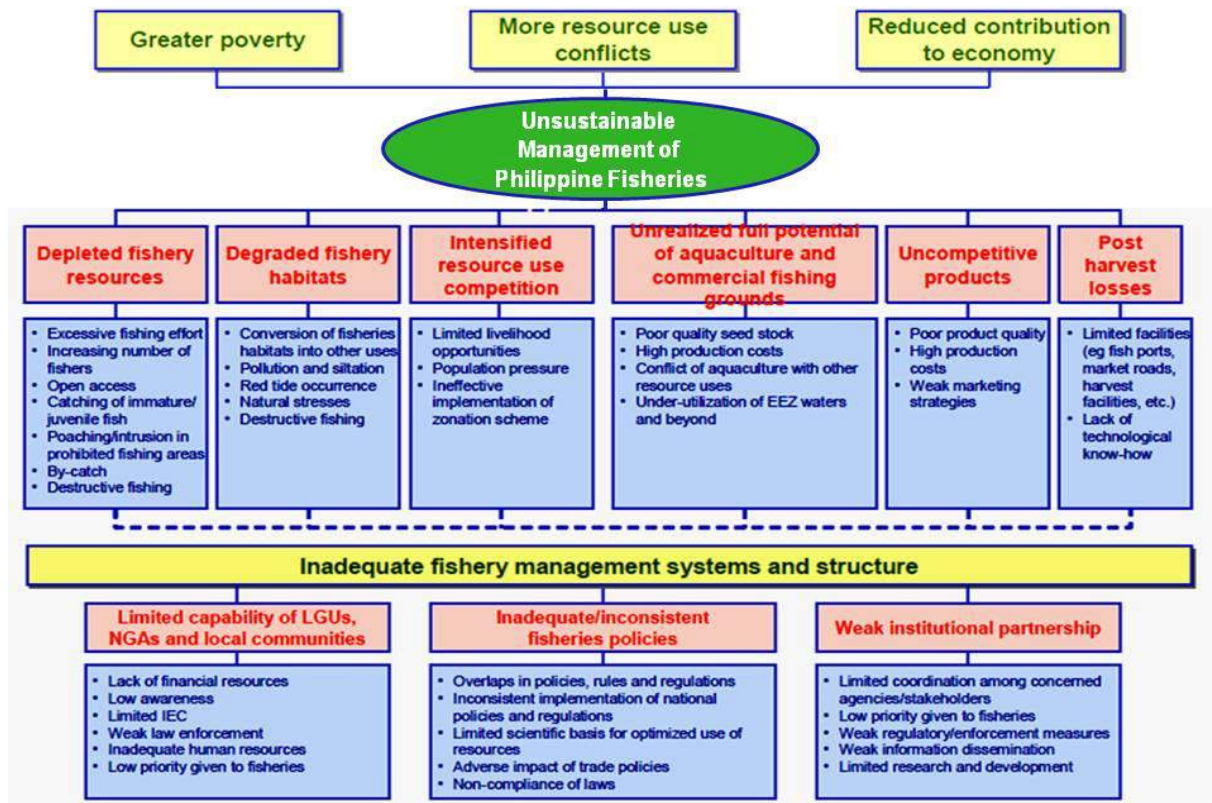 Greater poverty
More resource use
conflicts
Reduced contribution
to economy
Unsustainable
Management of
Philippine Fisheries
Depleted fishery
resources
• Excessive fishing effort
• Increasing number of
fishers
• Open access
• Catching of immature/
juvenile fish
• Poaching/intrusion in
prohibited fishing areas
• By-catch
• Destructive fishing
Degraded fishery
habitats
• Conversion of fisheries
habitats into other uses
• Pollution and siltation
• Red tide occurrence
• Natural stresses
• Destructive fishing
Intensified
resource use
competition
• Limited livelihood
opportunities
• Population pressure
• Ineffective
implementation of
zonation scheme
Unrealized full potential
of aquaculture and
commercial fishing
grounds
• Poor quality seed stock
• High production costs
• Conflict of aquaculture with other
resource uses
• Under-utilization of EEZ waters
and beyond
Uncompetitive
products
• Poor product quality
• High production
costs
• Weak marketing
strategies
Post
harvest
losses
• Limited facilities
(eg fish ports,
market roads,
harvest
facilities, etc.)
• Lack of
technological
know-how
Inadequate fishery management systems and structure
Limited capability of LGUs,
NGAs and local communities
• Lack of financial resources
• Low awareness
• Limited IEC
• Weak law enforcement
• Inadequate human resources
• Low priority given to fisheries
Inadequate/inconsistent
fisheries policies
• Overlaps in policies, rules and regulations
• Inconsistent implementation of national
policies and regulations
• Limited scientific basis for optimized use of
resources
• Adverse impact of trade policies
• Non-compliance of laws
Weak institutional partnership
• Limited coordination among concerned
agencies/stakeholders
• Low priority given to fisheries
• Weak regulatory/enforcement measures
• Weak information dissemination
• Limited research and development